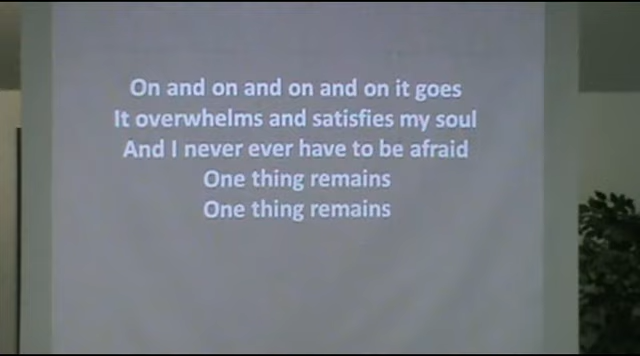 On and on and on and on it goes
It overwhelms and satisfies my soul
And I never ever have to be afraid
One thing remains
One thing remains